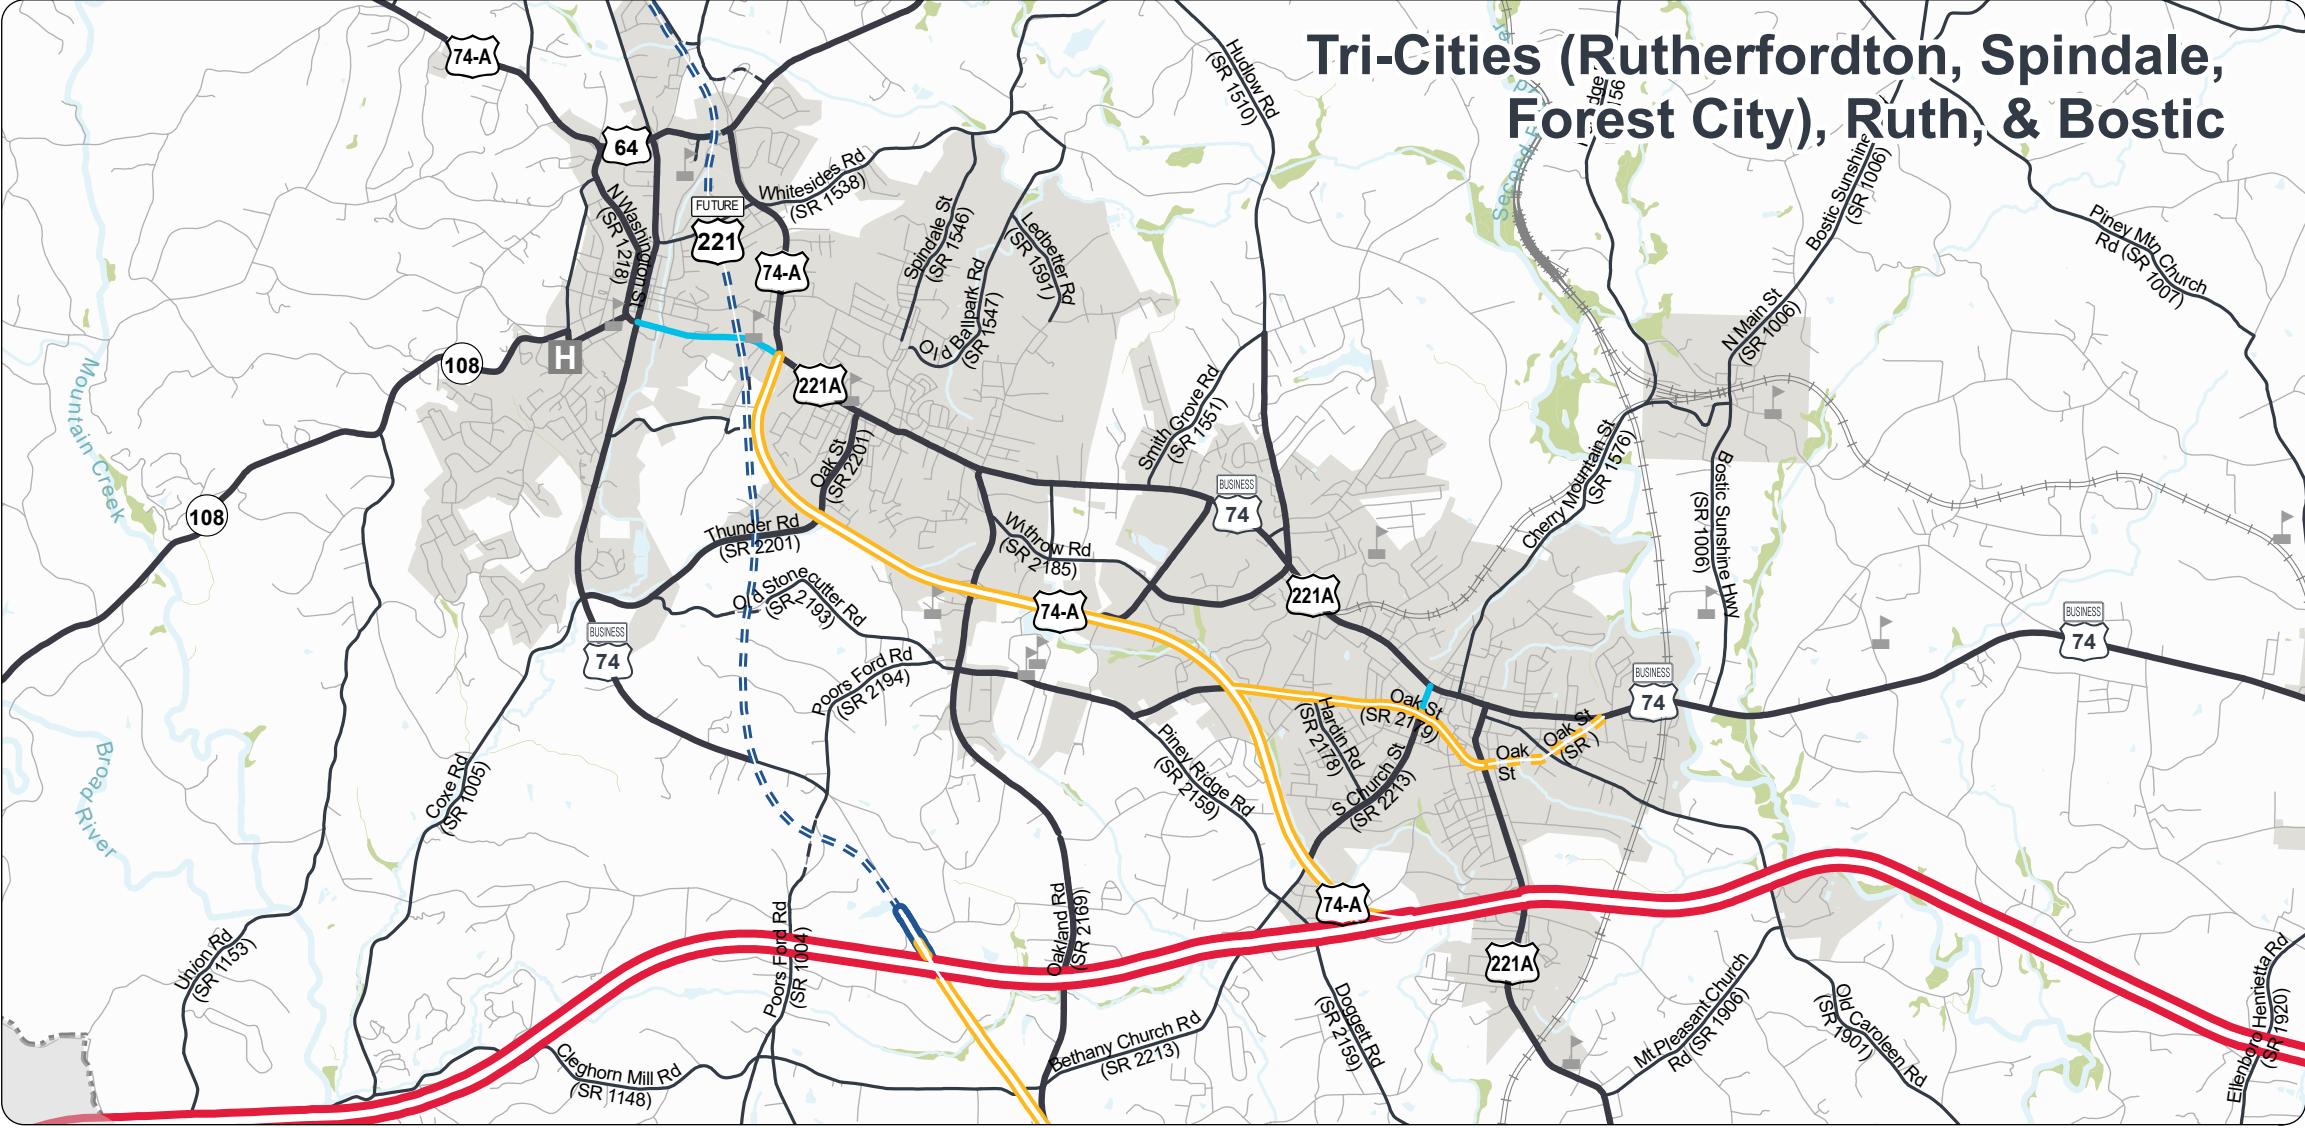 Tri-Cities (Rutherfordton, Spindale,
Forest City), Ruth, & Bostic
74-A
64
FUTURE
221
74-A
108
H
221A
108
BUSINESS
74
74-A
BUSINESS
74
221A
BUSINESS
74
BUSINESS
74
74-A
221A
Hudlow Rd
(SR 1510)
Whitesides Rd
(SR 1538)
N Washington St
(SR 1218)
Spindale St
(SR 1546)
Ledbetter Rd
(SR 1591)
Old Ballpark Rd
(SR 1547)
Bostic Sunshine
(SR 1006)
Piney Mtn Church
Rd (SR 1007)
N Main St
(SR 1006)
Smith Grove Rd
(SR 1551)
Cherry Mountain St
(SR 1576)
Bostic Sunshine Hwy
(SR 1006)
Mountain Creek
Oak St
(SR 2201)
Thunder Rd
(SR 2201)
Withrow Rd
(SR 2185)
Old Stonecutter Rd
(SR 2193)
Poors Ford Rd
(SR 2194)
Broad
River
Coxe Rd
(SR 1005)
Piney Ridge Rd
(SR 2159)
Hardin Rd
(SR 2178)
Oak St
(SR 2179)
Oak
St
Oak St
(SR )
S Church St
(SR 2213)
Union Rd
(SR 1153)
Poors Ford Rd
(SR 1004)
Oakland Rd
(SR 2169)
Cleghorn Mill Rd
(SR 1148)
Bethany Church Rd
(SR 2213)
Doggett Rd
(SR 2159)
Mt Pleasant Church
Rd (SR 1906)
Old Caroleen Rd
(SR 1901)
Ellenboro Henrietta Rd
(SR 1920)
Second